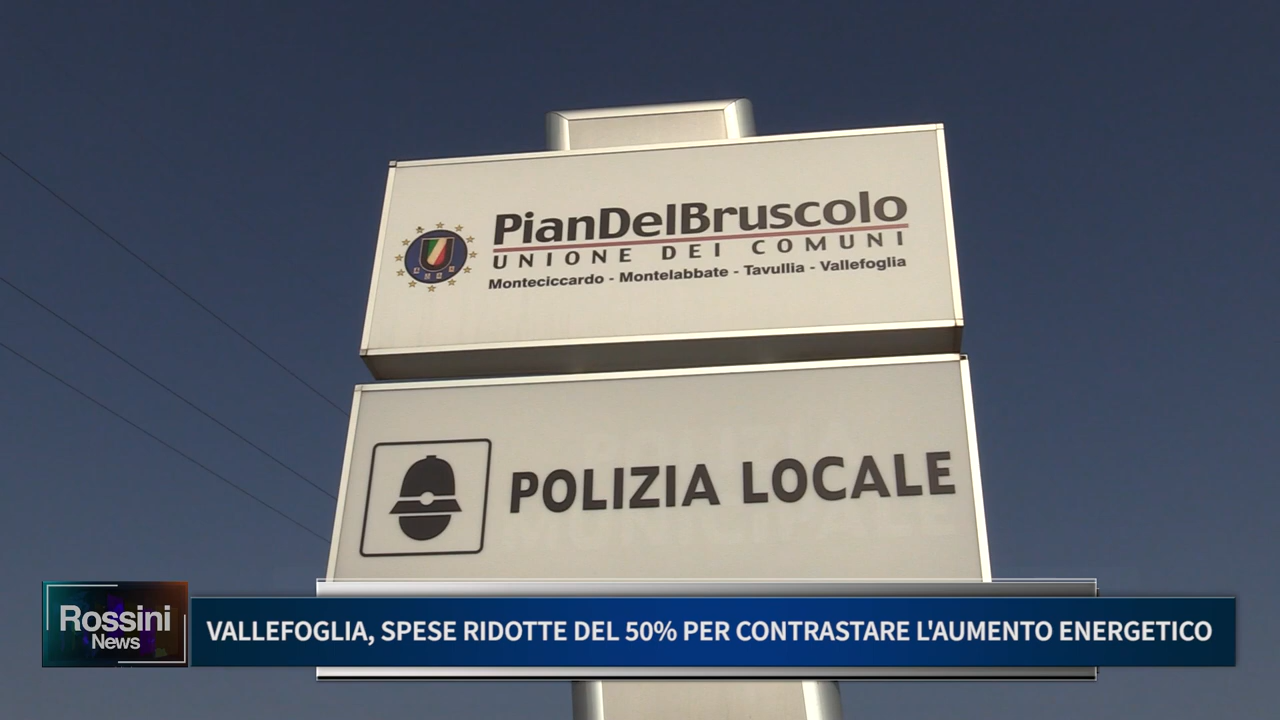 PianDelBruscolo
UNIONE DEI COMUNI
Monteciccardo - Montelabbate - Tavullia - Vallefoglia
POLIZIA LOCALE
Rossini
News
VALLEFOGLIA, SPESE RIDOTTE DEL 50% PER CONTRASTARE L'AUMENTO ENERGETICO